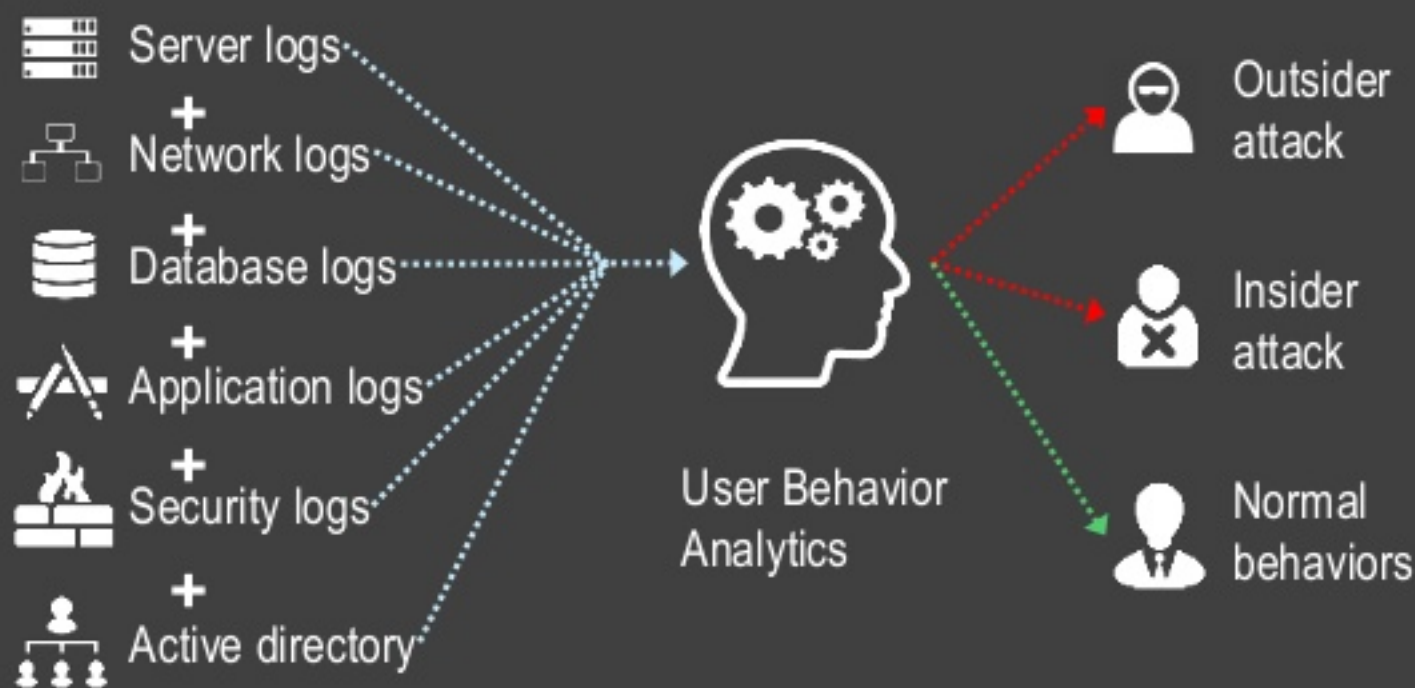 Server logs
+
Network logs
+
Database logs
+
Application logs
+
Security logs
+
Active directory
User Behavior
Analytics
Outsider
attack
Insider
attack
Normal
behaviors